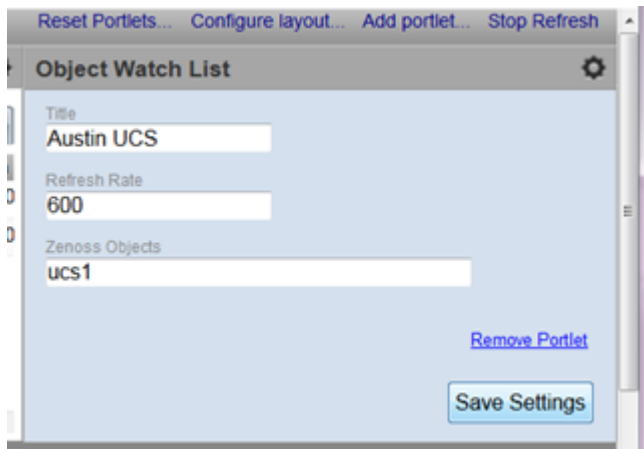 Reset Portlets... Configure layout... Add portlet... Stop Refresh
Object Watch List
Title
Austin UCS
Refresh Rate
600
Zenoss Objects
ucs1
Remove Portlet
Save Settings